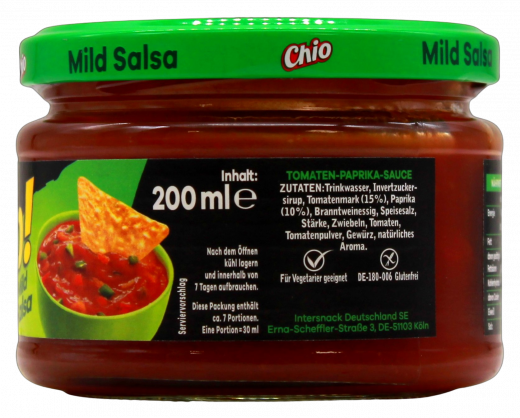 Mild Salsa
Chio
Mild Salsa
Inhalt:
200 ml e
Nach dem Öffnen
kühl lagern
und innerhalb von
7 Tagen aufbrauchen.
Diese Packung enthält
ca. 7 Portionen.
Eine Portion=30 ml
Serviervorschlag
TOMATEN-PAPRIKA-SAUCE
ZUTATEN: Trinkwasser, Invertzucker-
sirup, Tomatenmark (15%), Paprika
(10%), Branntweinessig, Speisesalz,
Stärke, Zwiebeln, Tomaten,
Tomatenpulver, Gewürz, natürliches
Aroma.
Für Vegetarier geeignet
DE-180-006 Glutenfrei
Intersnack Deutschland SE
Erna-Scheffler-Straße 3, DE-51103 Köln